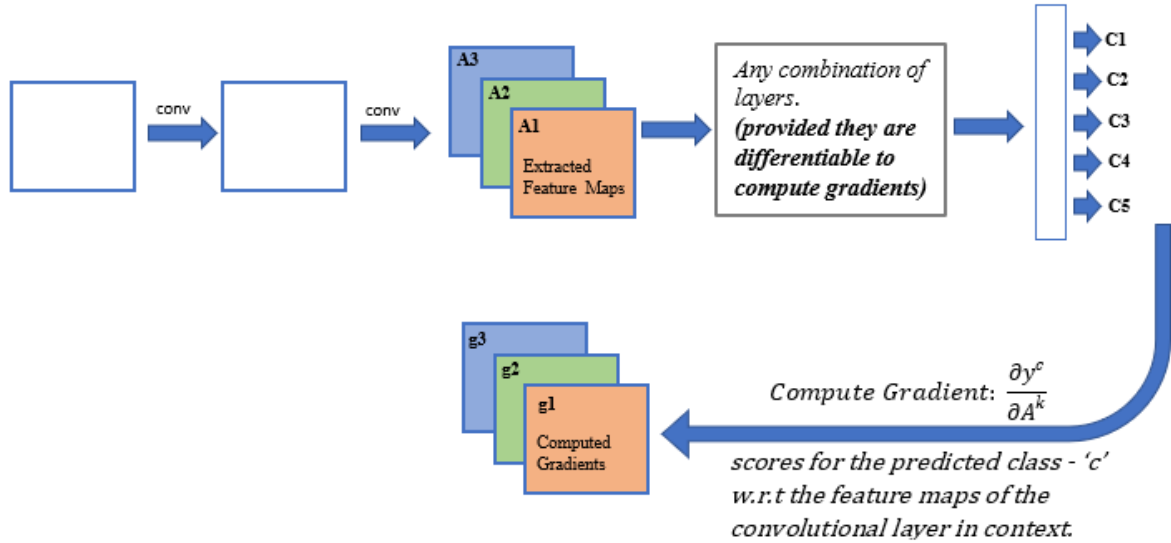 conv
conv
A3
A2
A1
Extracted
Feature Maps
Any combination of
layers.
(provided they are
differentiable to
compute gradients)
C1
C2
C3
C4
C5
g3
g2
g1
Computed
Gradients
Compute Gradient: ∂y^c / ∂A^k
scores for the predicted class - ‘c’
w.r.t the feature maps of the
convolutional layer in context.